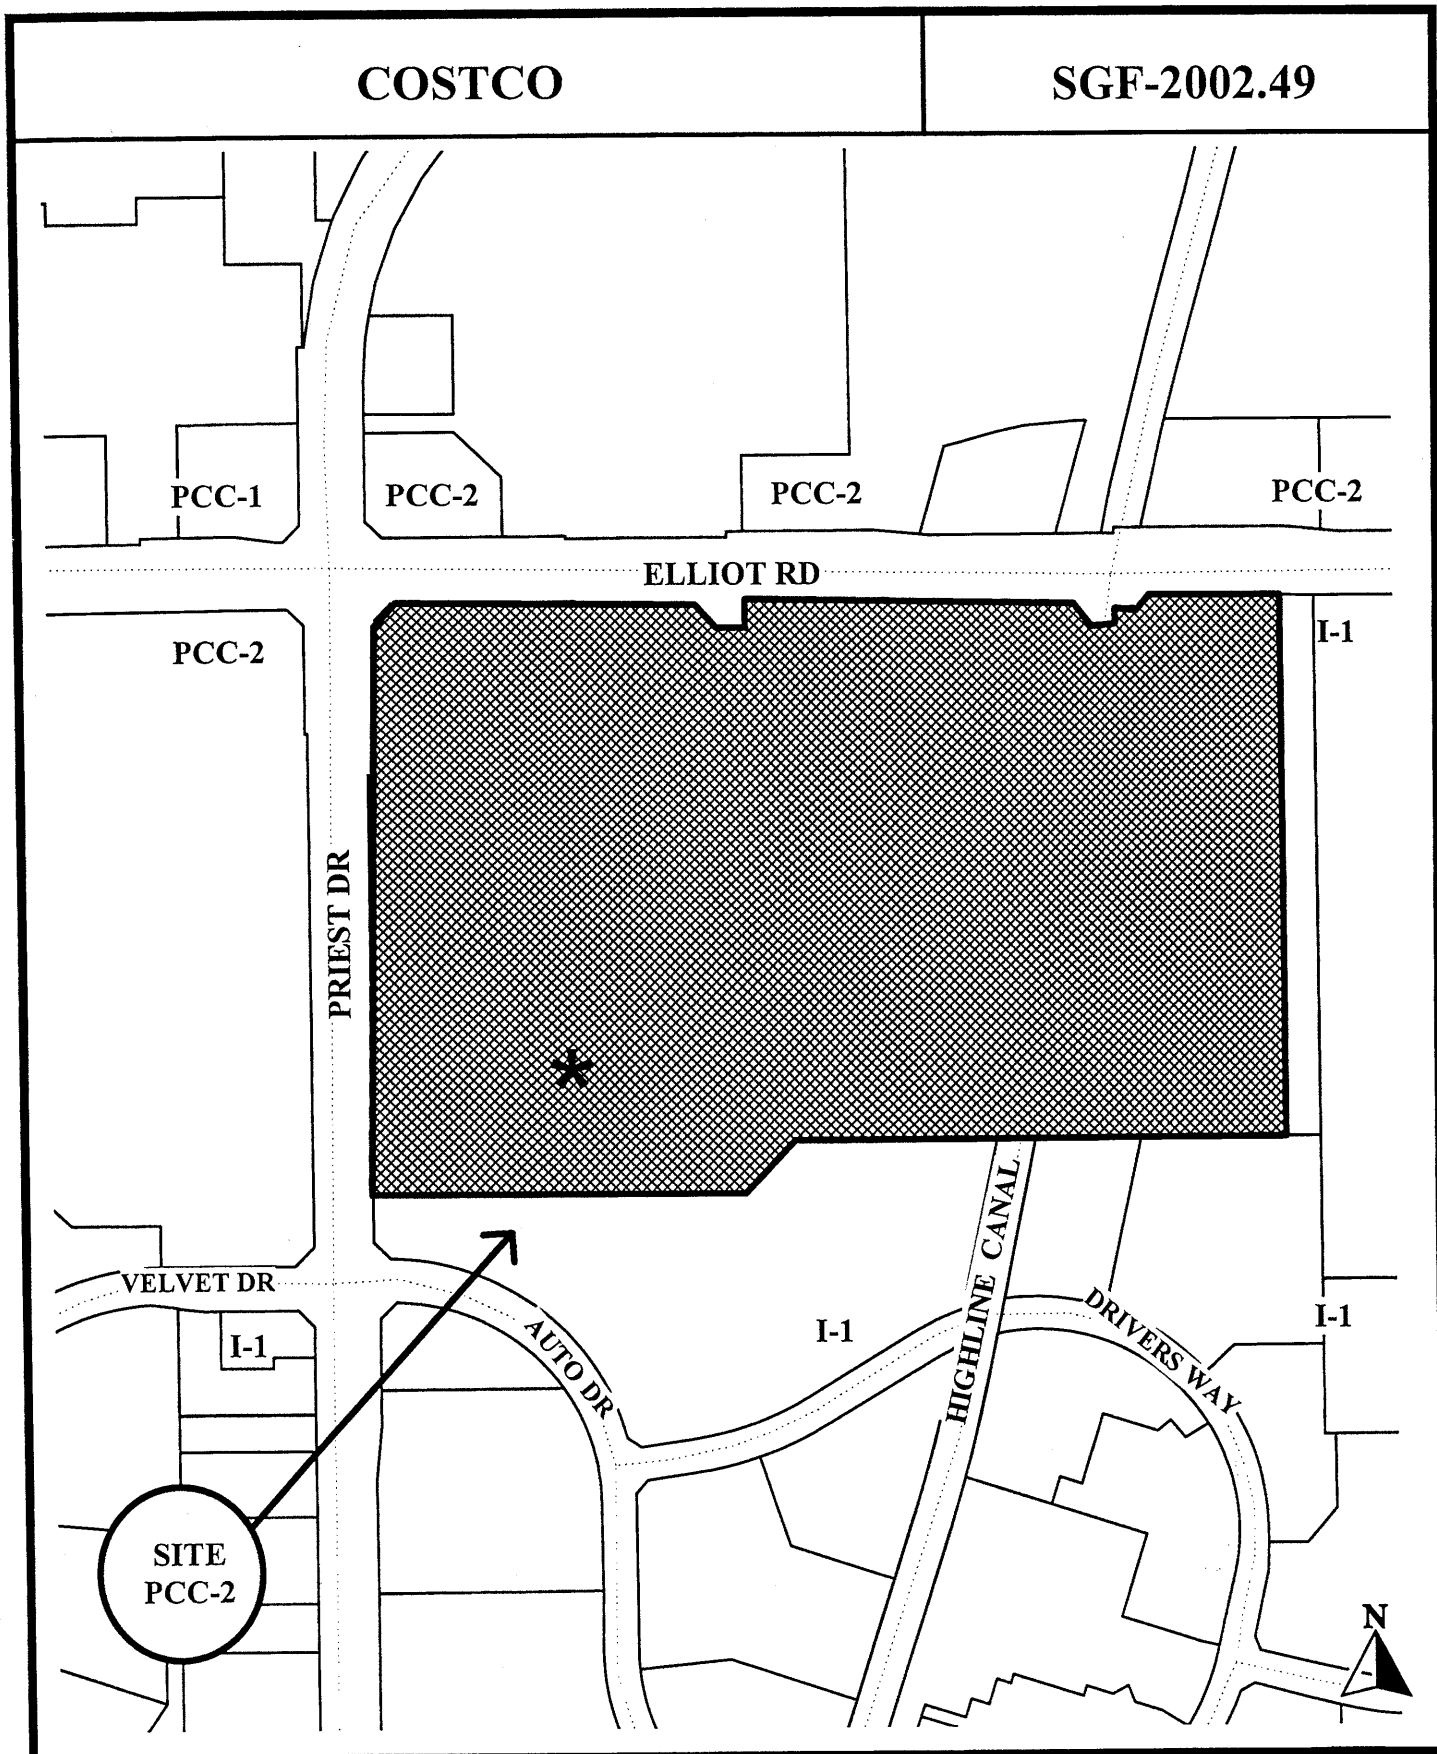 COSTCO
SGF-2002.49
PCC-1
PCC-2
PCC-2
PCC-2
ELLIOT RD
PCC-2
I-1
PRIEST DR
*
HIGHLINE CANAL
VELVET DR
I-1
AUTO DR
I-1
DRIVERS WAY
I-1
SITE
PCC-2
N